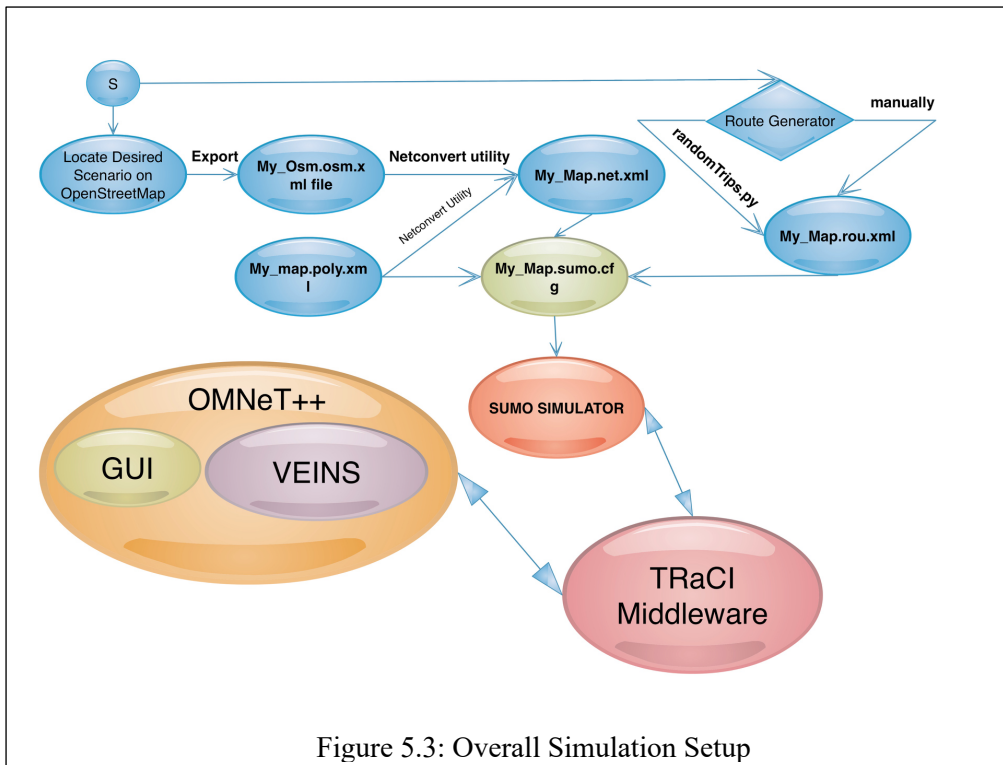 S
Route Generator
manually
randomTrips.py
Locate Desired
Scenario on
OpenStreetMap
Export
My_Osm.osm.x
ml file
Netconvert utility
My_Map.net.xml
Netconvert Utility
My_Map.rou.xml
My_map.poly.xm
l
My_Map.sumo.cf
g
OMNeT++
GUI
VEINS
SUMO SIMULATOR
TRaCI
Middleware
Figure 5.3: Overall Simulation Setup